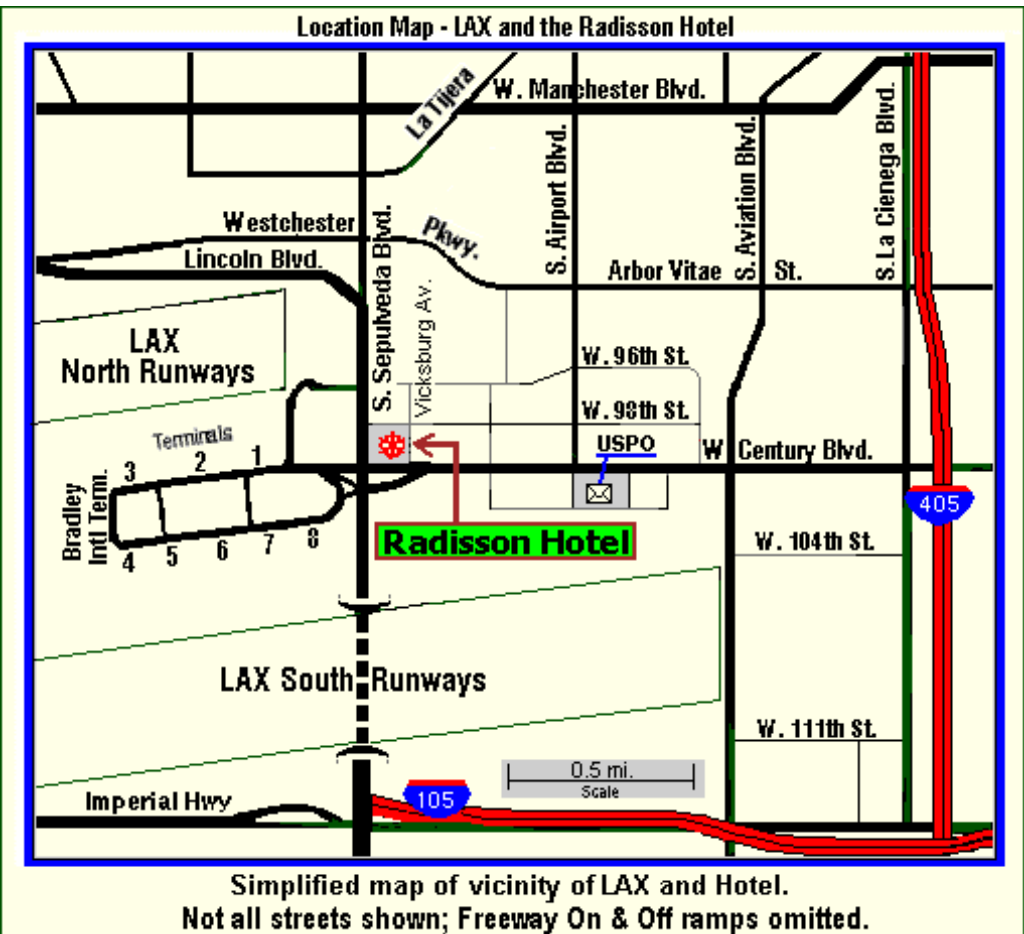 Location Map - LAX and the Radisson Hotel
La Tijera
W. Manchester Blvd.
S. Sepulveda Blvd.
S. Airport Blvd.
S. Aviation Blvd.
S. La Cienega Blvd.
Westchester
Pkwy.
Lincoln Blvd.
Arbor Vitae
St.
Vicksburg Av.
LAX
North Runways
W. 96th St.
W. 98th St.
Terminals
USPO
W
Century Blvd.
3
2
1
Bradley
Intl Term.
4
5
6
7
8
405
Radisson Hotel
W. 104th St.
LAX South Runways
W. 111th St.
0.5 mi.
Scale
Imperial Hwy
105
Simplified map of vicinity of LAX and Hotel.
Not all streets shown; Freeway On & Off ramps omitted.